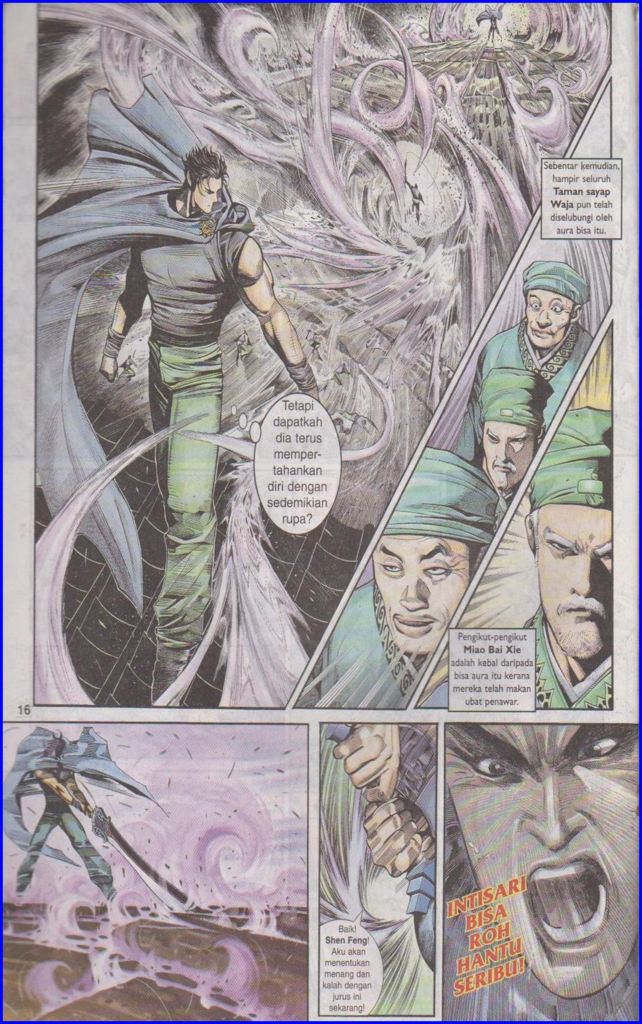 Sebentar kemudian,
hampir seluruh
Taman sayap
Waja pun telah
diselubungi oleh
aura bisa itu.
Tetapi
dapatkah
dia terus
memper-
tahankan
diri dengan
sedemikian
rupa?
Pengikut-pengikut
Miao Bai Xie
adalah kebal daripada
bisa aura itu kerana
mereka telah makan
ubat penawar.
16
Baik!
Shen Feng!
Aku akan
menentukan
menang dan
kalah dengan
jurus ini
sekarang!
INTISARI
BISA
ROH
HANTU
SERIBU!